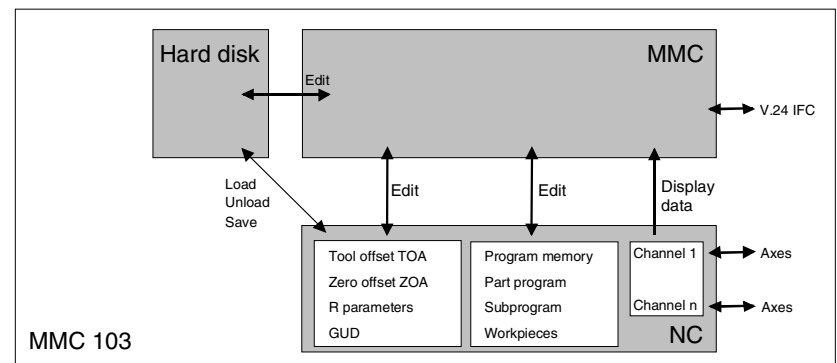 Hard disk
MMC
Edit
V.24 IFC
Load
Unload
Save
Edit
Edit
Display
data
Tool offset TOA
Zero offset ZOA
R parameters
GUD
Program memory
Part program
Subprogram
Workpieces
Channel 1
Channel n
Axes
Axes
NC
MMC 103